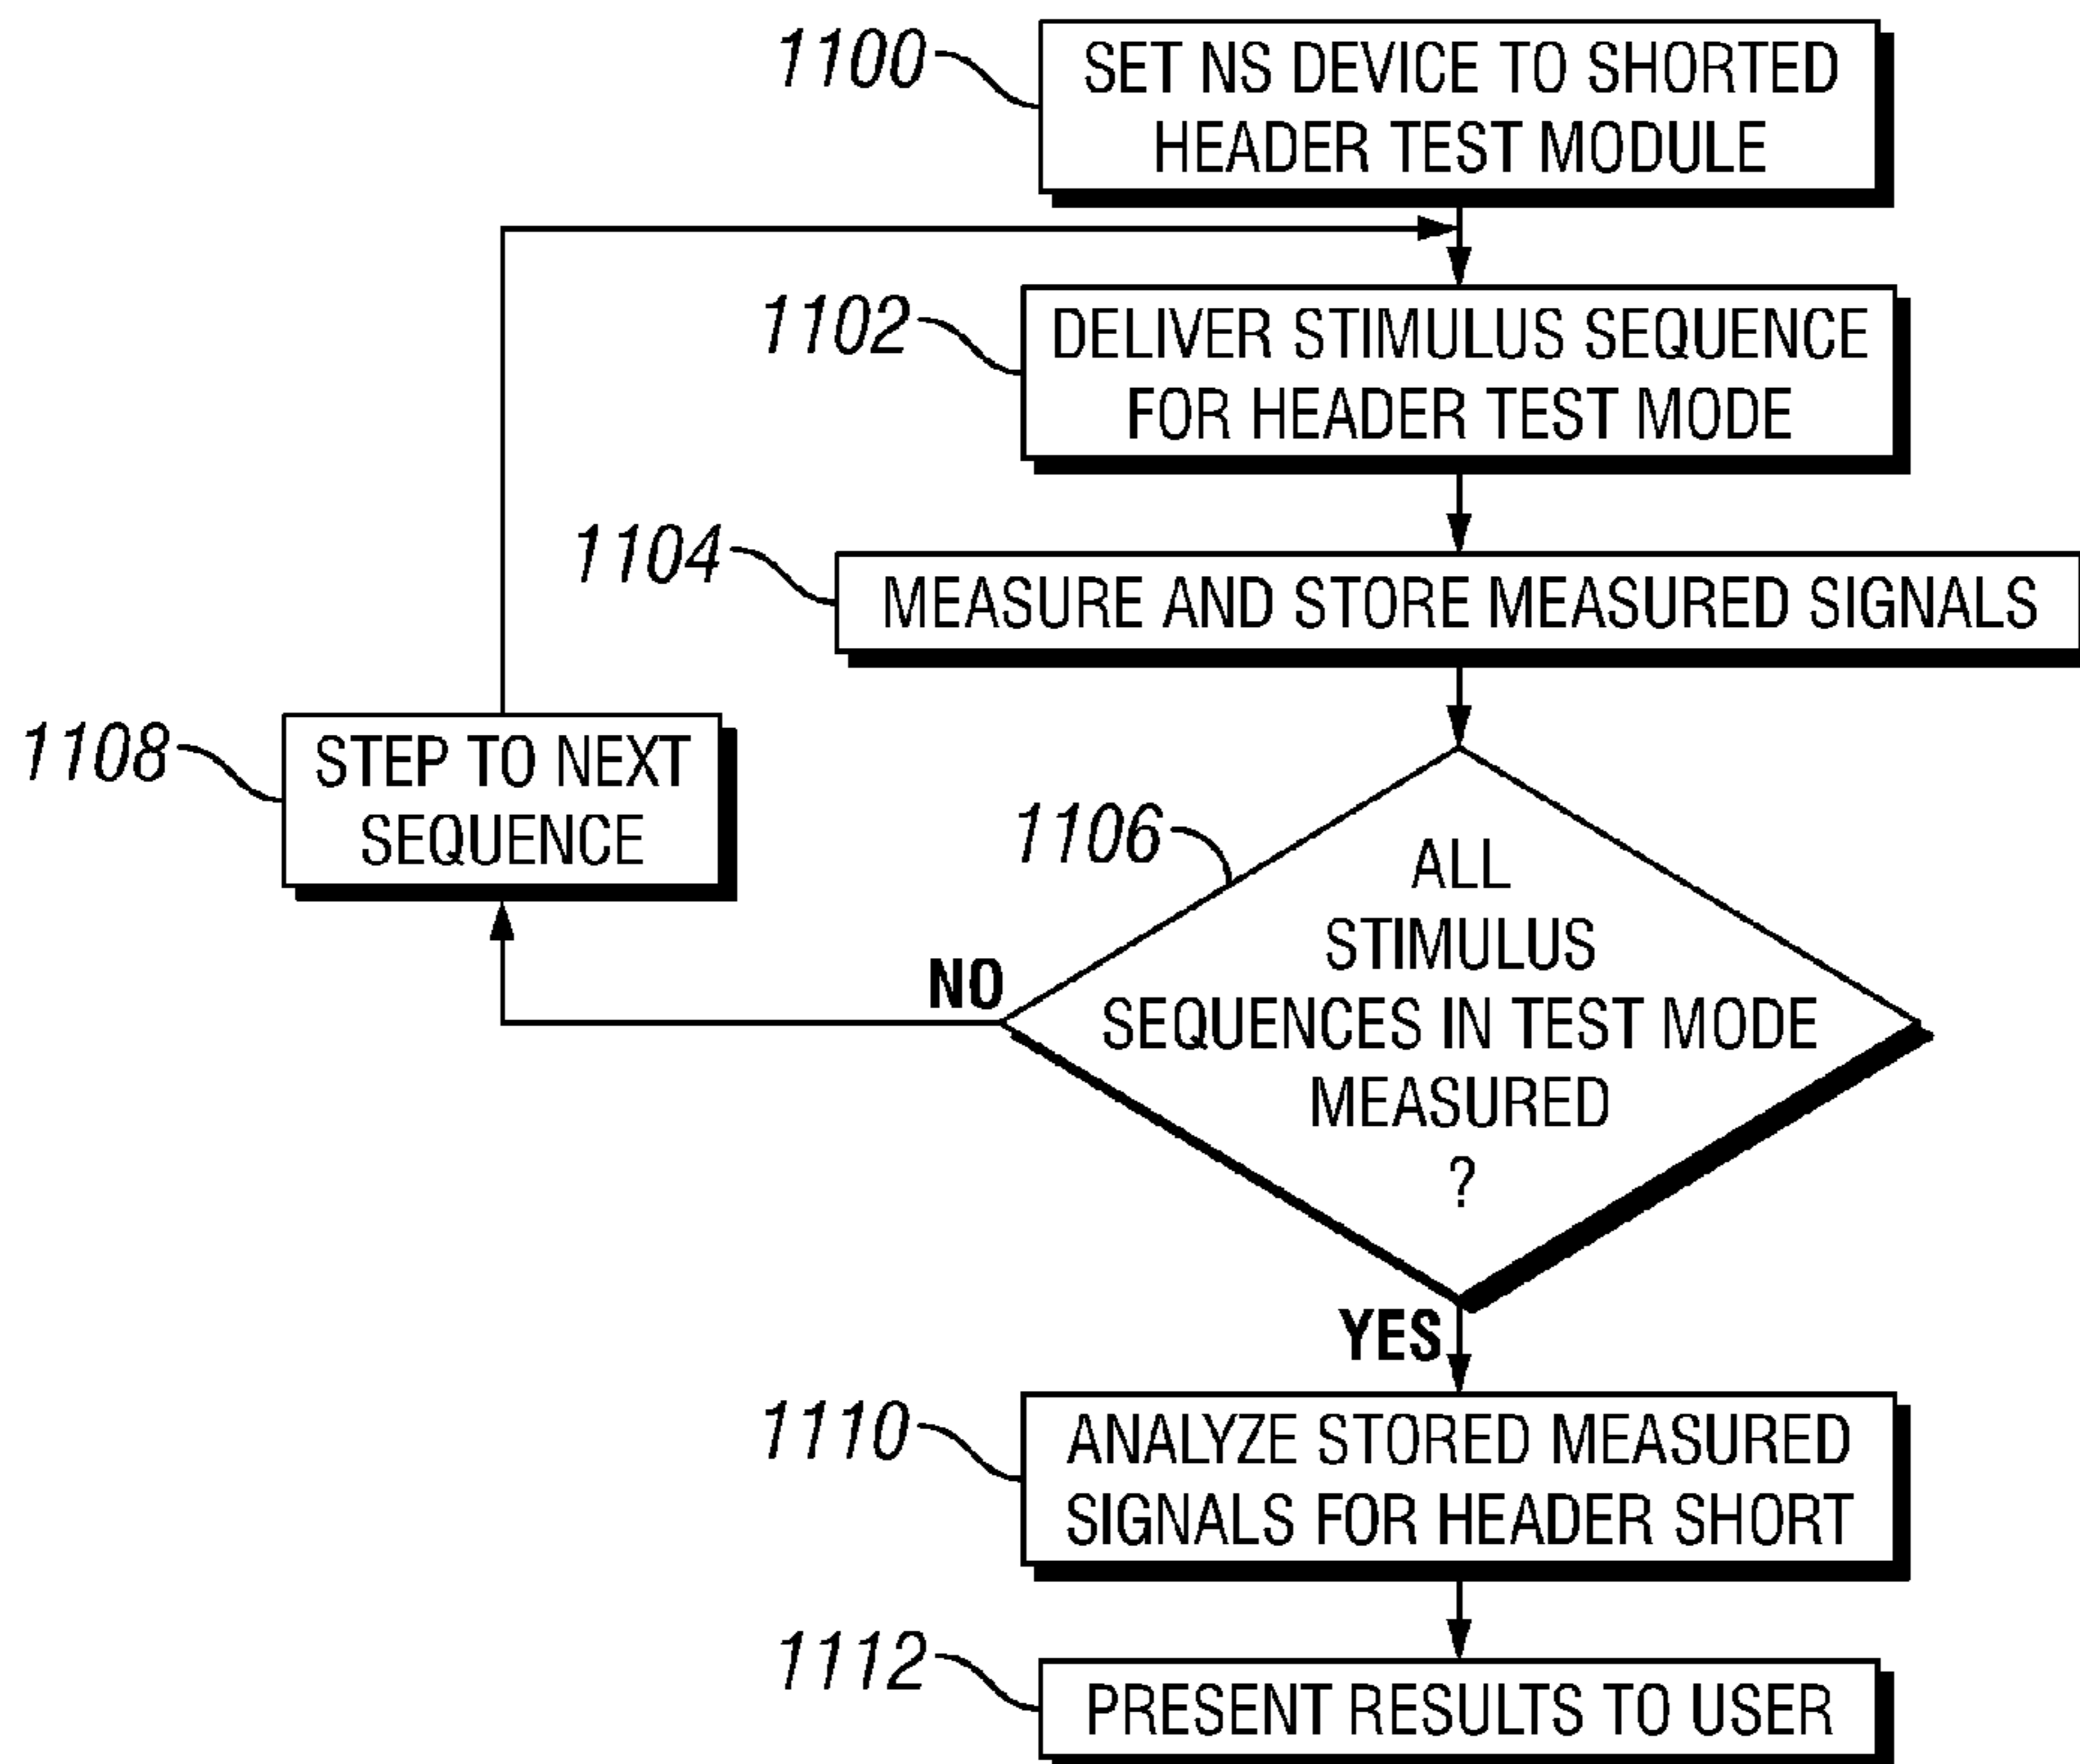 1100
SET NS DEVICE TO SHORTED
HEADER TEST MODULE
1102
DELIVER STIMULUS SEQUENCE
FOR HEADER TEST MODE
1104
MEASURE AND STORE MEASURED SIGNALS
1108
STEP TO NEXT
SEQUENCE
1106
ALL
STIMULUS
SEQUENCES IN TEST MODE
MEASURED
?
NO
YES
1110
ANALYZE STORED MEASURED
SIGNALS FOR HEADER SHORT
1112
PRESENT RESULTS TO USER